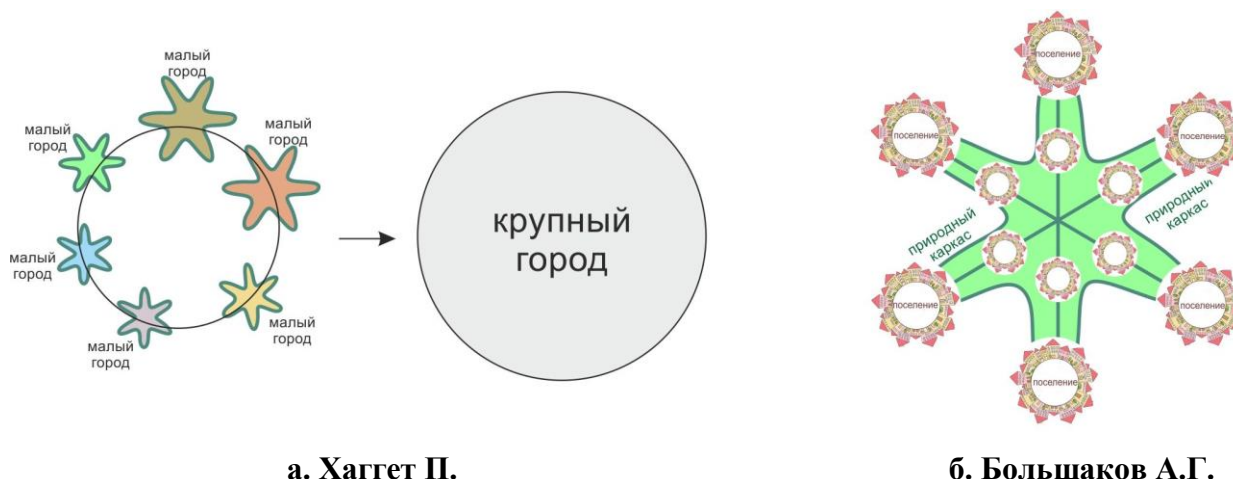 малый
город
малый
город
малый
город
малый
город
малый
город
малый
город
крупный
город
поселение
поселение
поселение
природный
каркас
природный
каркас
поселение
поселение
поселение
а. Хаггет П.
б. Большаков А.Г.